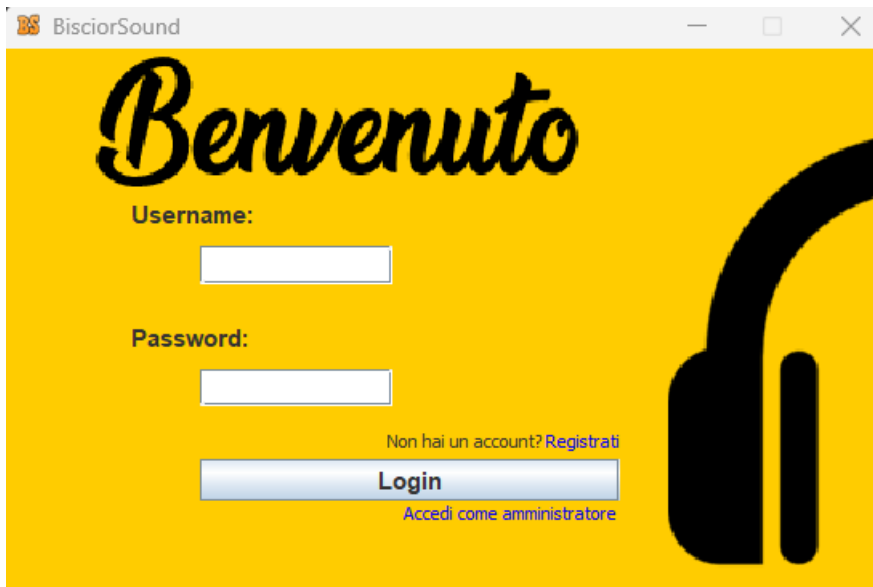 BS BisciorSound
Benvenuto
Username:
Password:
Non hai un account? Registrati
Login
Accedi come amministratore